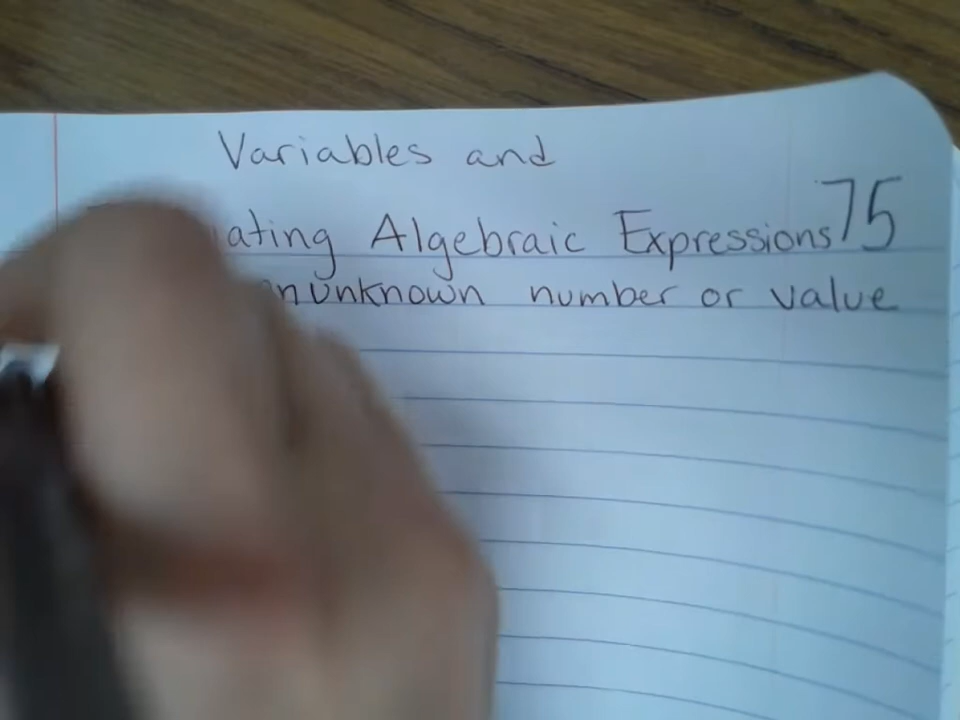 Variables and
ating Algebraic Expressions 75
unknown number or value